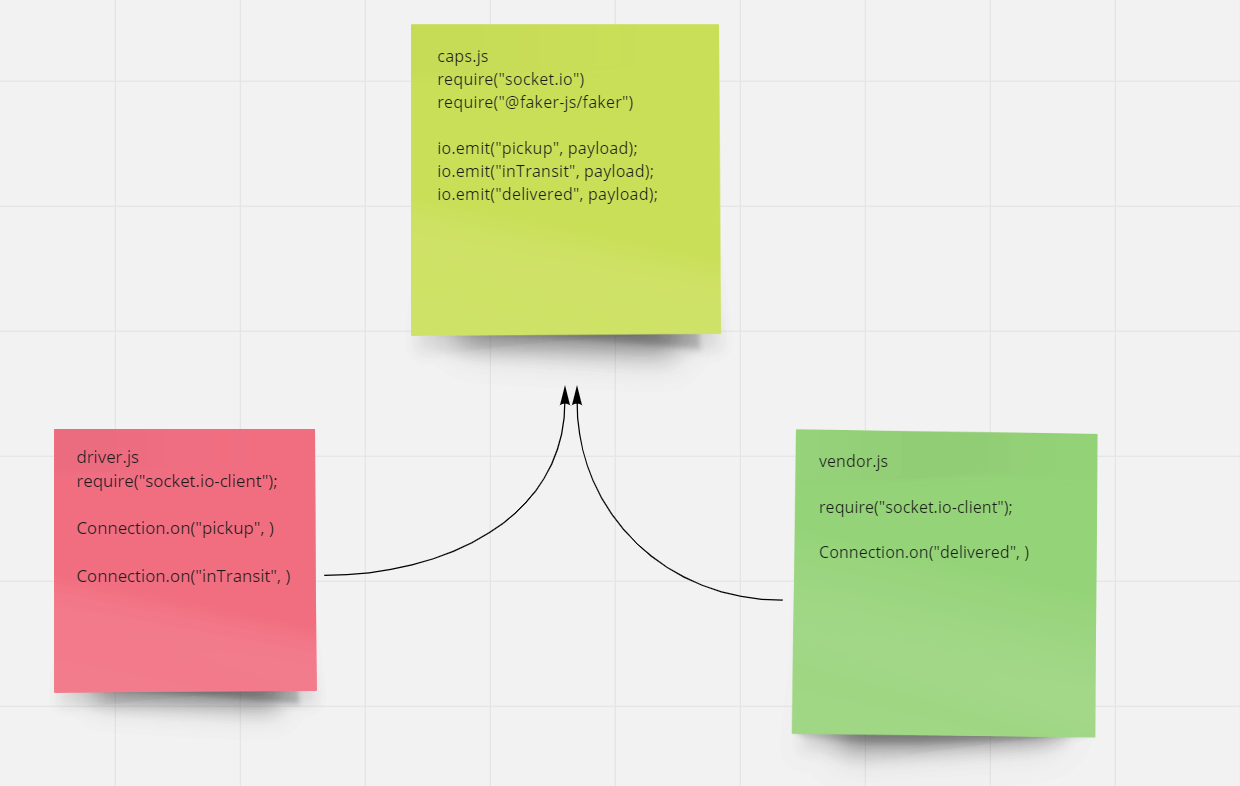 caps.js
require("socket.io")
require("@faker-js/faker")
io.emit("pickup", payload);
io.emit("inTransit", payload);
io.emit("delivered", payload);
driver.js
require("socket.io-client");
Connection.on("pickup", )
Connection.on("inTransit", )
vendor.js
require("socket.io-client");
Connection.on("delivered", )